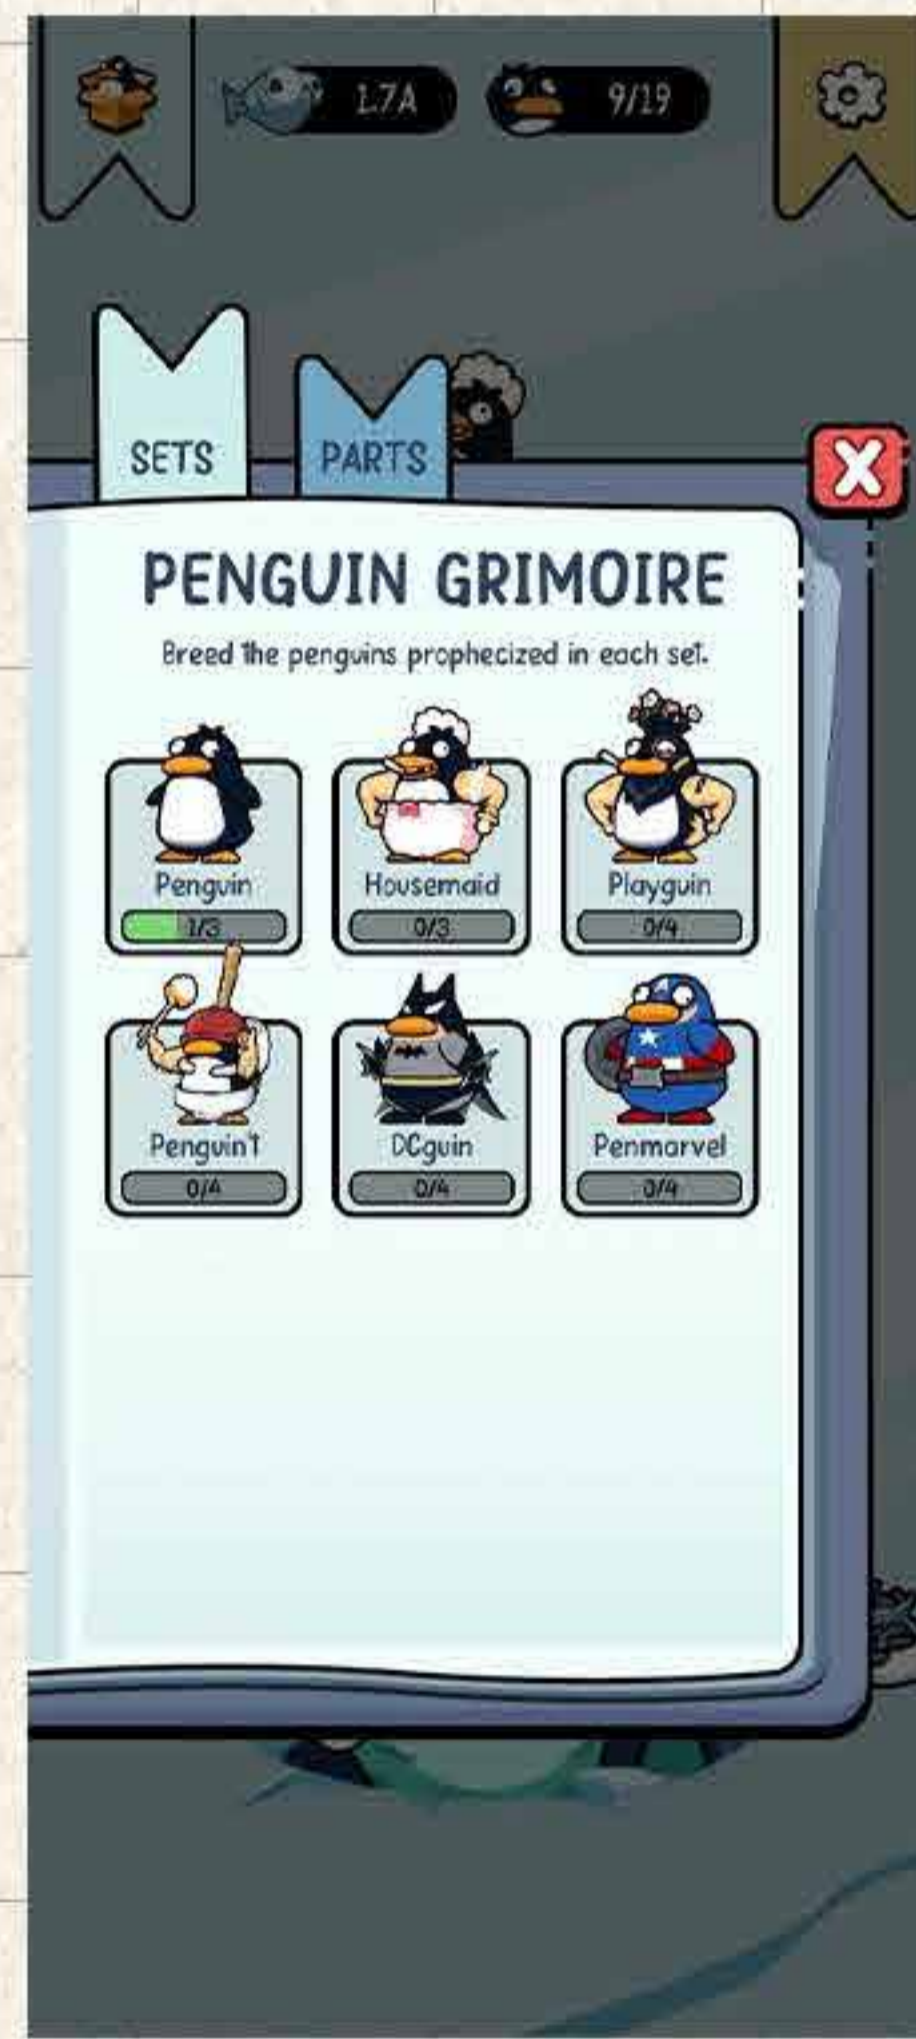 1.7A 9/19
SETS PARTS
X
PENGUIN GRIMOIRE
Breed the penguins prophecized in each set.
Penguin Housemaid Playguin
1/3 0/3 0/4
Penguin't DCguin Penmarvel
0/4 0/4 0/4